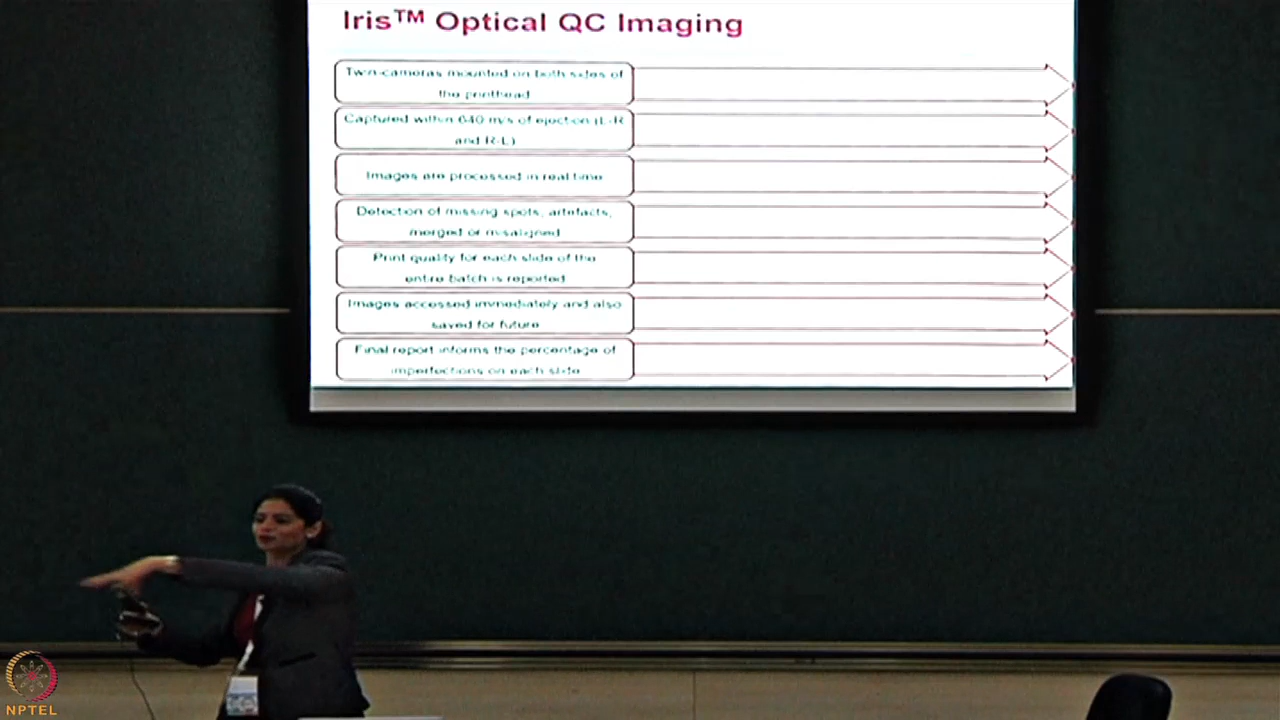 Iris™ Optical QC Imaging
Twin-cameras mounted on both sides of
the printhead
Captured within 640 m/s of ejection (L-R
and R-L)
Images are processed in real time
Detection of missing spots, artefacts,
merged or misaligned
Print quality for each slide of the
entire batch is reported
Images accessed immediately and also
saved for future
Final report informs the percentage of
imperfections on each slide
NPTEL